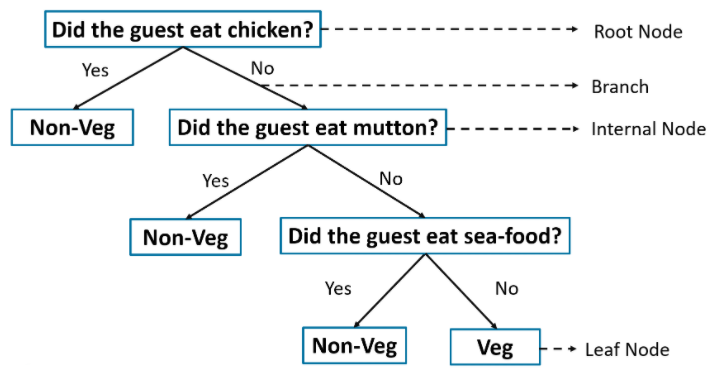 Did the guest eat chicken?
Root Node
Yes
No
Branch
Non-Veg
Did the guest eat mutton?
Internal Node
Yes
No
Non-Veg
Did the guest eat sea-food?
Yes
No
Non-Veg
Veg
Leaf Node